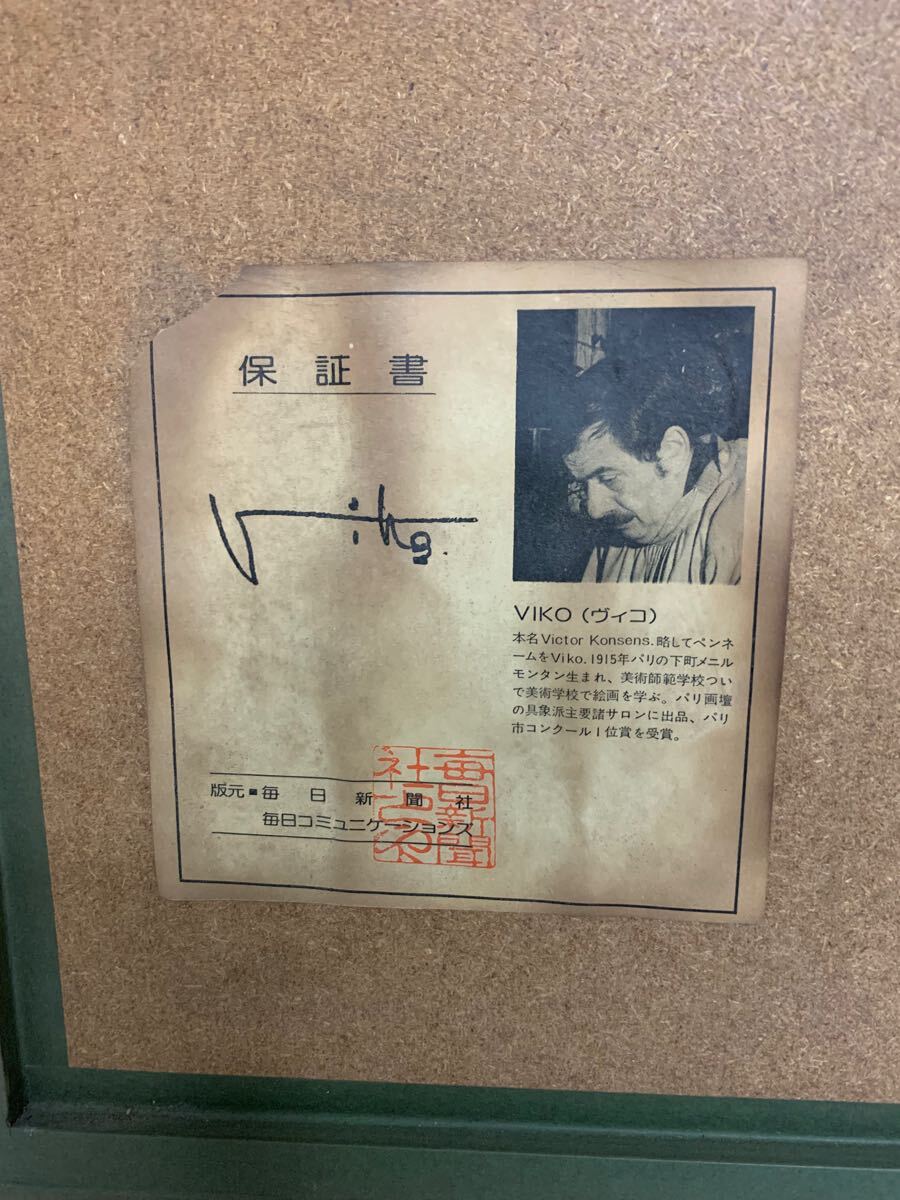 保証書
Viko.
VIKO (ヴィコ)
本名Victor Konsens.略してペンネ
ームをViko.1915年パリの下町メニル
モンタン生まれ、美術師範学校つい
で美術学校で絵画を学ぶ。パリ画壇
の具象派主要諸サロンに出品、パリ
市コンクール1位賞を受賞。
版元■毎日新聞社
毎日コミュニケーションズ
毎日新聞